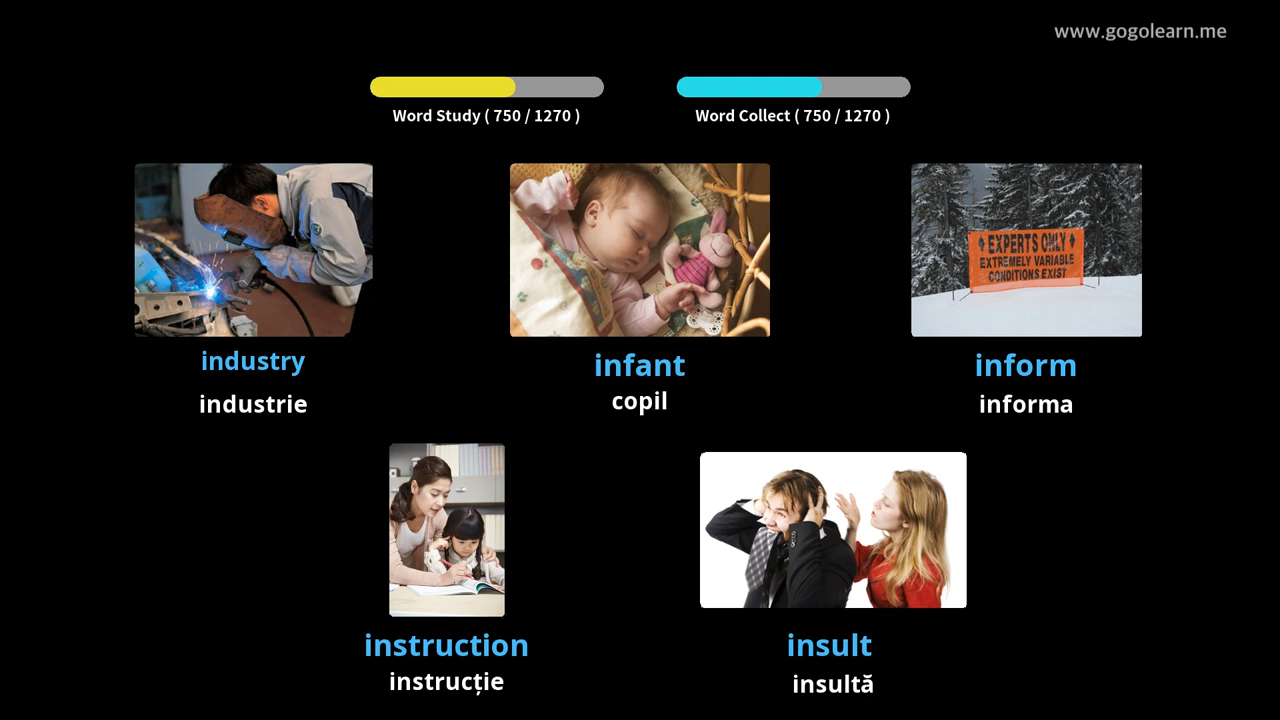 www.gogolearn.me
Word Study ( 750 / 1270 )
Word Collect ( 750 / 1270 )
EXPERTS ONLY
EXTREMELY VARIABLE
CONDITIONS EXIST
industry
industrie
infant
copil
inform
informa
instruction
instrucție
insult
insultă